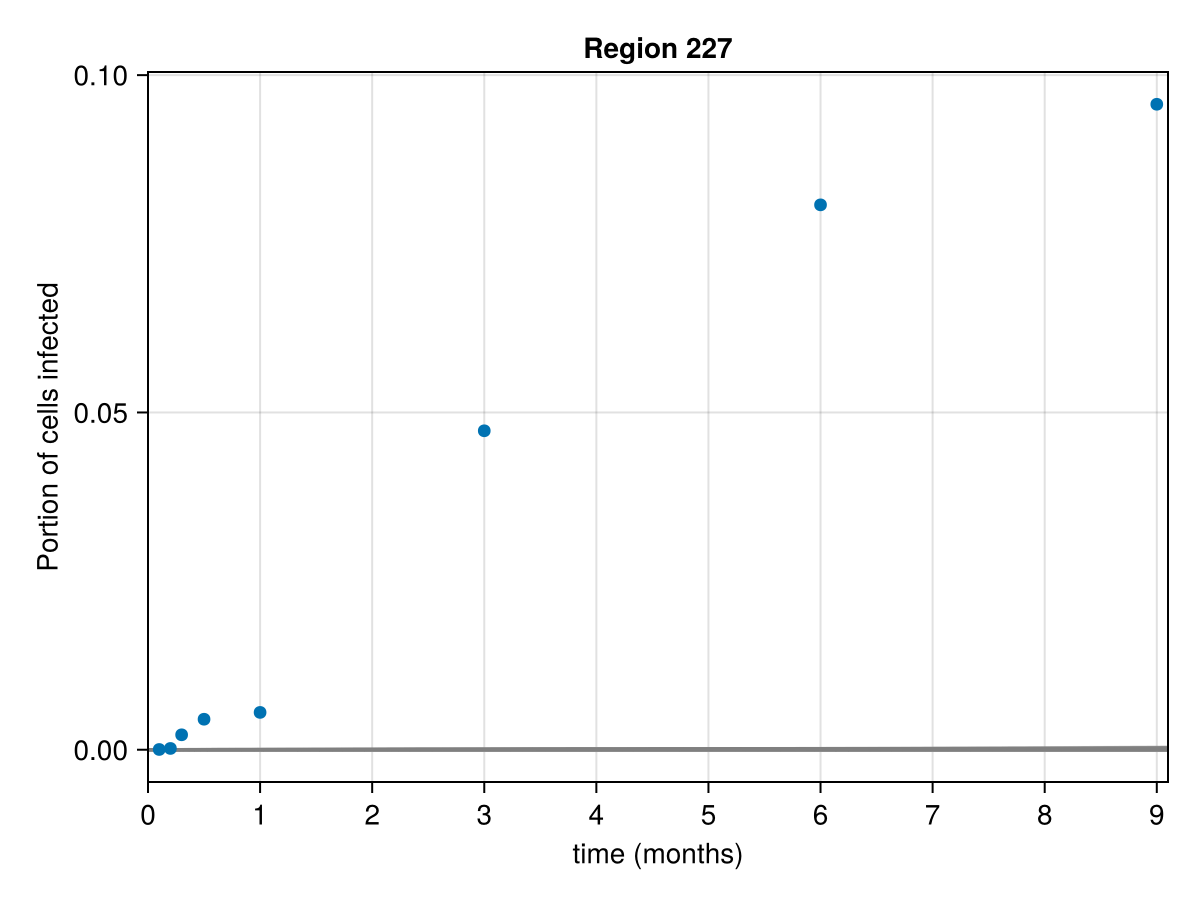 Region 227
0.10
0.05
0.00
Portion of cells infected
0 1 2 3 4 5 6 7 8 9
time (months)